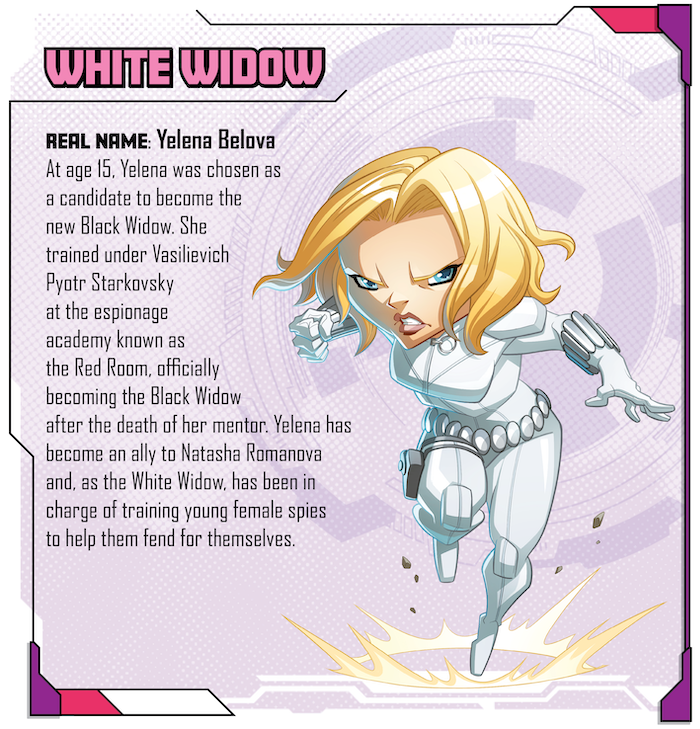 WHITE WIDOW
REAL NAME: Yelena Belova
At age 15, Yelena was chosen as
a candidate to become the
new Black Widow. She
trained under Vasilievich
Pyotr Starkovsky
at the espionage
academy known as
the Red Room, officially
becoming the Black Widow
after the death of her mentor. Yelena has
become an ally to Natasha Romanova
and, as the White Widow, has been in
charge of training young female spies
to help them fend for themselves.